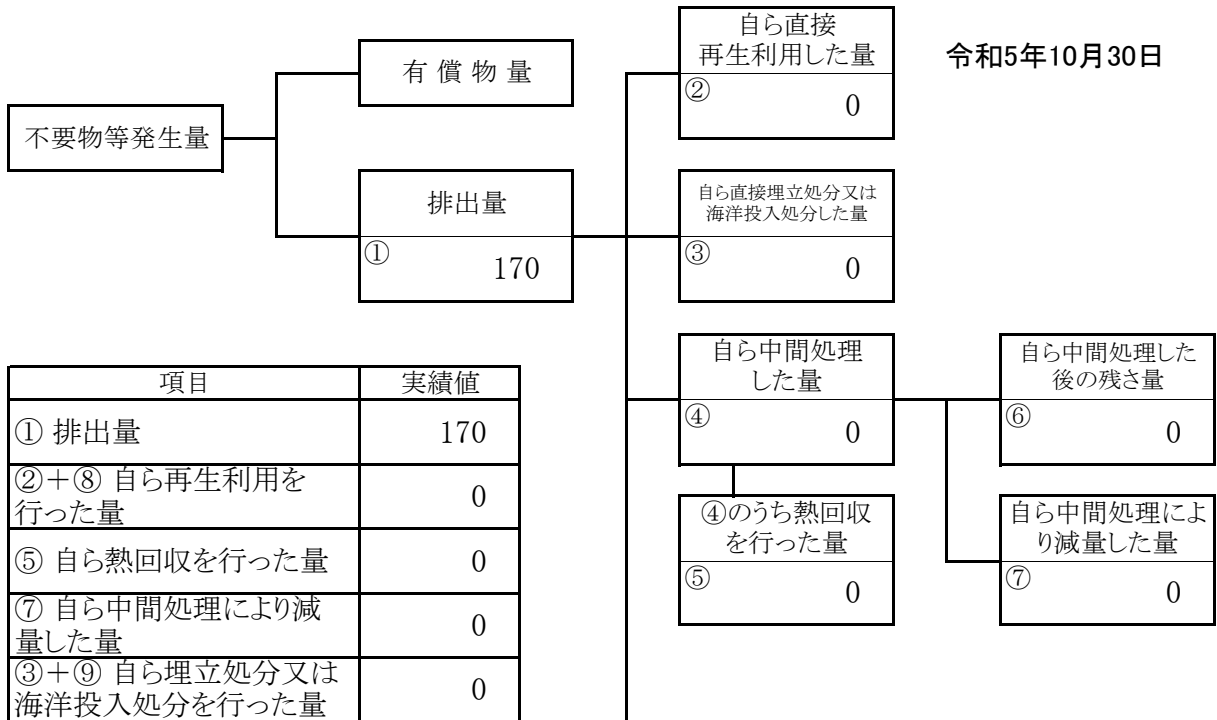 自ら直接
再生利用した量
②
0
令和5年10月30日
有 償 物 量
不要物等発生量
排出量
①
170
自ら直接埋立処分又は
海洋投入処分した量
③
0
自ら中間処理
した量
④
0
自ら中間処理した
後の残さ量
⑥
0
④のうち熱回収
を行った量
⑤
0
自ら中間処理によ
り減量した量
⑦
0
項目 実績値
① 排出量 170
②+⑧ 自ら再生利用を
行った量 0
⑤ 自ら熱回収を行った量 0
⑦ 自ら中間処理により減
量した量 0
③+⑨ 自ら埋立処分又は
海洋投入処分を行った量 0